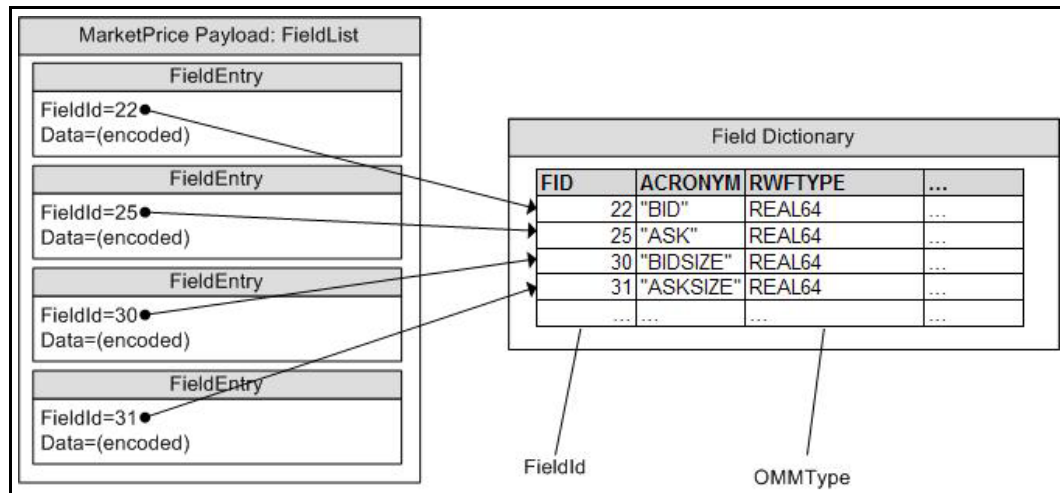 MarketPrice Payload: FieldList
FieldEntry
FieldId=22
Data=(encoded)
FieldEntry
FieldId=25
Data=(encoded)
FieldEntry
FieldId=30
Data=(encoded)
FieldEntry
FieldId=31
Data=(encoded)
Field Dictionary
FID ACRONYM RWFTYPE ...
22 "BID" REAL64 ...
25 "ASK" REAL64 ...
30 "BIDSIZE" REAL64 ...
31 "ASKSIZE" REAL64 ...
... ... ... ...
FieldId
OMMType